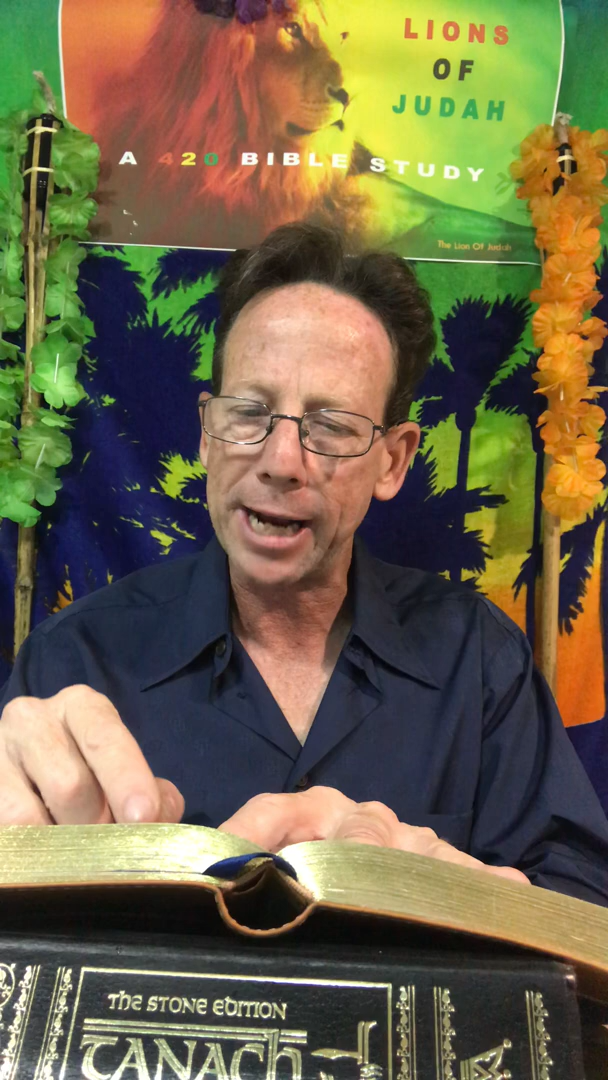 LIONS
OF
JUDAH
A 420 BIBLE STUDY
The Lion Of Judah
THE STONE EDITION
TANACH